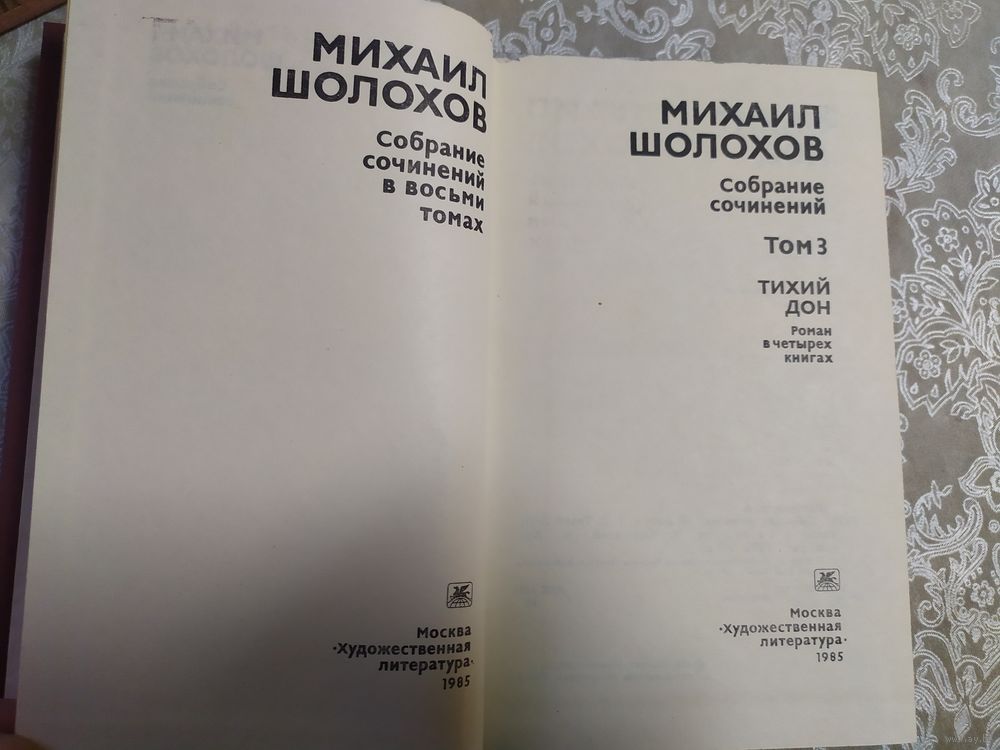 МИХАИЛ
ШОЛОХОВ
Собрание
сочинений
в восьми
томах
Москва
·Художественная
литература·
1985
МИХАИЛ
ШОЛОХОВ
Собрание
сочинений
Том 3
ТИХИЙ
ДОН
Роман
в четырех
книгах
Москва
·Художественная
литература·
1985